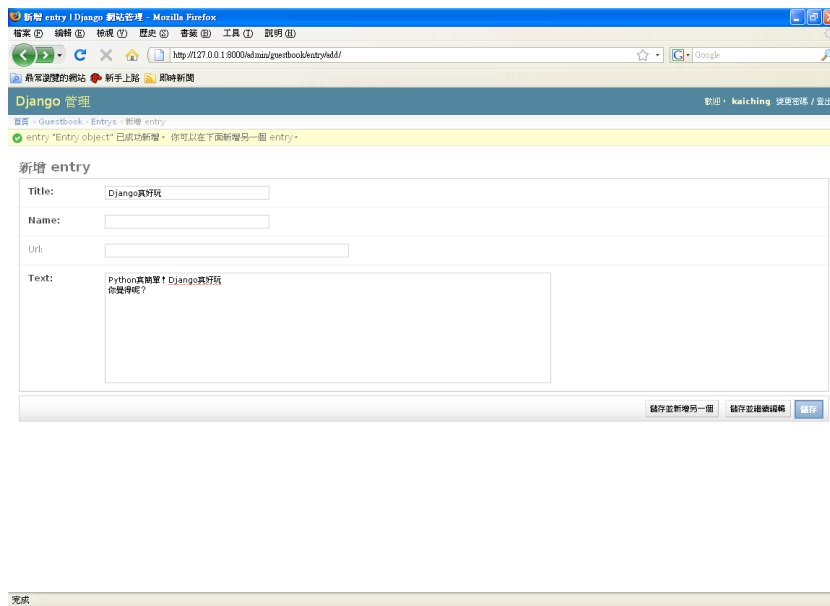 新增 entry | Django 網站管理 - Mozilla Firefox
檔案(F) 編輯(E) 檢視(V) 歷史(S) 書籤(B) 工具(T) 說明(H)
http://127.0.0.1:8000/admin/guestbook/entry/add/ G Google
最常瀏覽的網站 新手上路 即時新聞
Django 管理 歡迎, kaiching. 變更密碼 / 登出
首頁 › Guestbook › Entrys › 新增 entry
entry "Entry object" 已成功新增。 你可以在下面新增另一個 entry。
新增 entry
Title: Django真好玩
Name:
Url:
Text: Python真簡單！Django真好玩
你覺得呢？
儲存並新增另一個 儲存並繼續編輯 儲存
完成